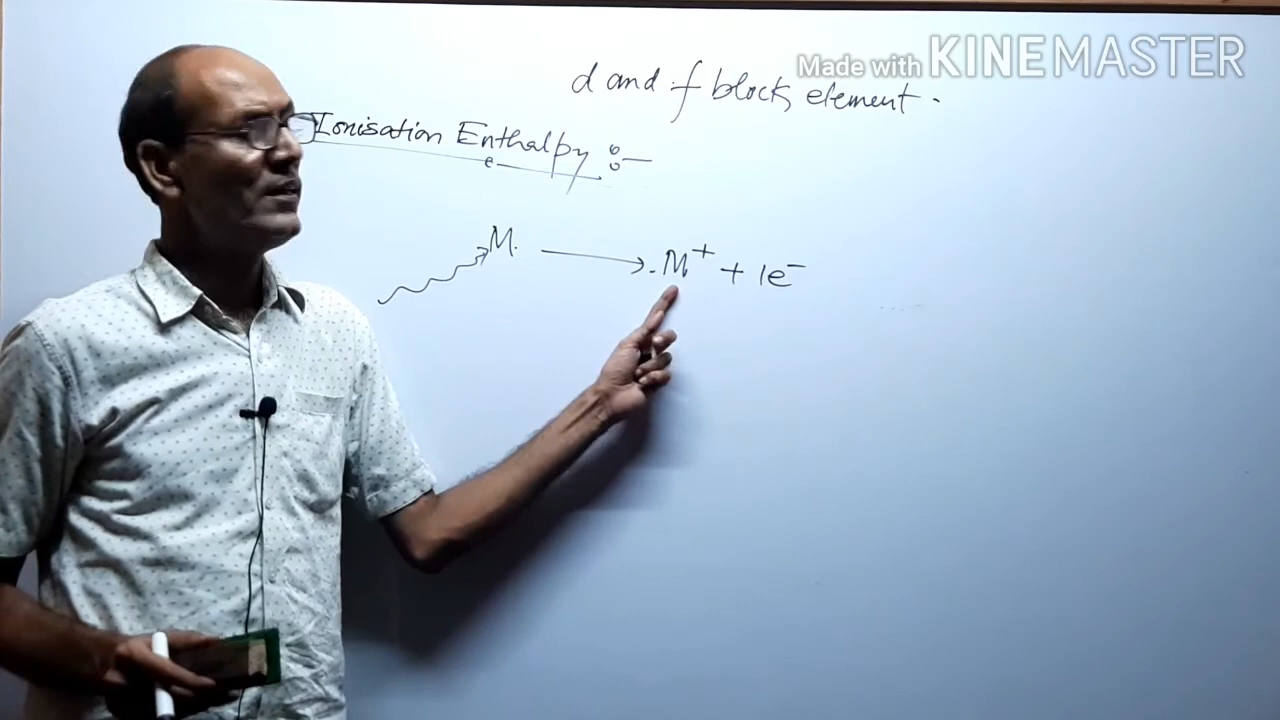 Made with KINEMASTER
d and f block element.
Ionisation Enthalpy :-
M. → M⁺ + 1e⁻